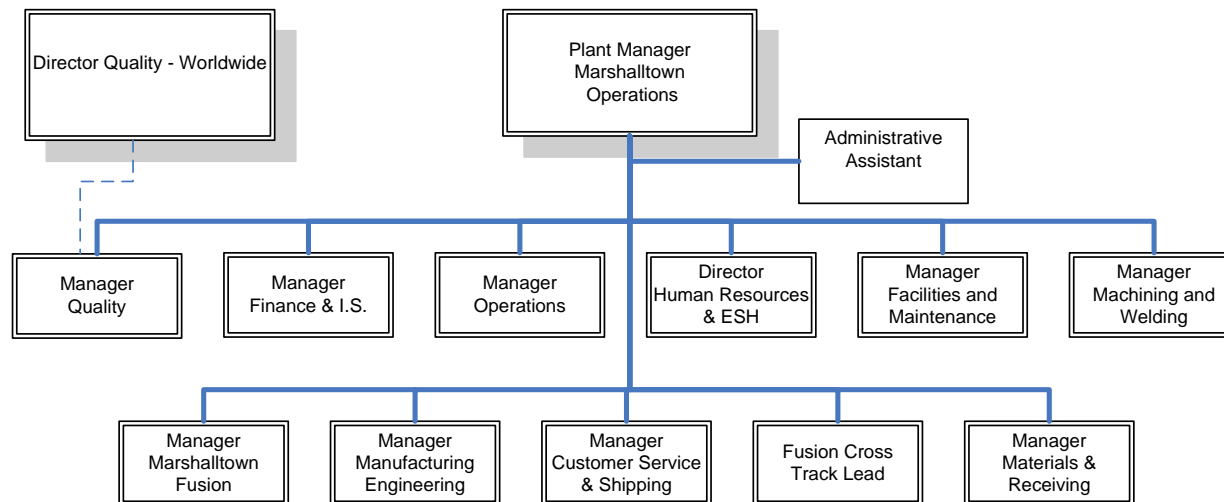 Director Quality - Worldwide
Plant Manager
Marshalltown
Operations
Administrative
Assistant
Manager
Quality
Manager
Finance & I.S.
Manager
Operations
Director
Human Resources
& ESH
Manager
Facilities and
Maintenance
Manager
Machining and
Welding
Manager
Marshalltown
Fusion
Manager
Manufacturing
Engineering
Manager
Customer Service
& Shipping
Fusion Cross
Track Lead
Manager
Materials &
Receiving